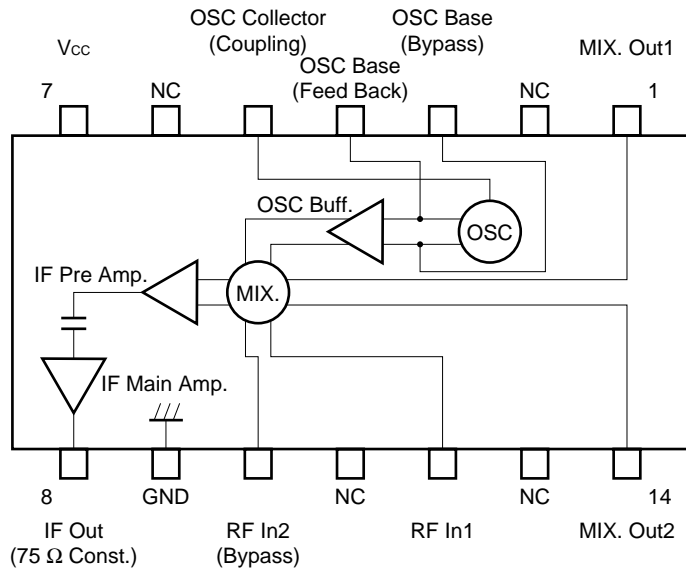 OSC Collector
(Coupling)
OSC Base
(Bypass)
Vcc
MIX. Out1
OSC Base
(Feed Back)
7
NC
NC
1
OSC Buff.
OSC
IF Pre Amp.
MIX.
IF Main Amp.
8
GND
NC
NC
14
IF Out
(75 Ω Const.)
RF In2
(Bypass)
RF In1
MIX. Out2